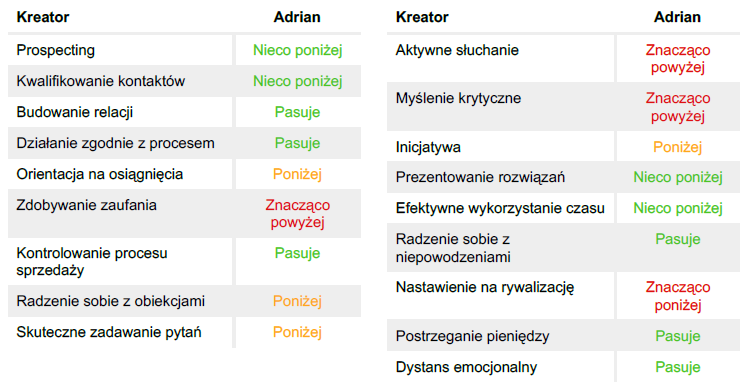 Kreator Adrian
Prospecting Nieco poniżej
Kwalifikowanie kontaktów Nieco poniżej
Budowanie relacji Pasuje
Działanie zgodnie z procesem Pasuje
Orientacja na osiągnięcia Poniżej
Zdobywanie zaufania Znacząco
powyżej
Kontrolowanie procesu Pasuje
sprzedaży
Radzenie sobie z obiekcjami Poniżej
Skuteczne zadawanie pytań Poniżej
Kreator Adrian
Aktywne słuchanie Znacząco
powyżej
Myślenie krytyczne Znacząco
powyżej
Inicjatywa Poniżej
Prezentowanie rozwiązań Nieco poniżej
Efektywne wykorzystanie czasu Nieco poniżej
Radzenie sobie z Pasuje
niepowodzeniami
Nastawienie na rywalizację Znacząco
poniżej
Postrzeganie pieniędzy Pasuje
Dystans emocjonalny Pasuje